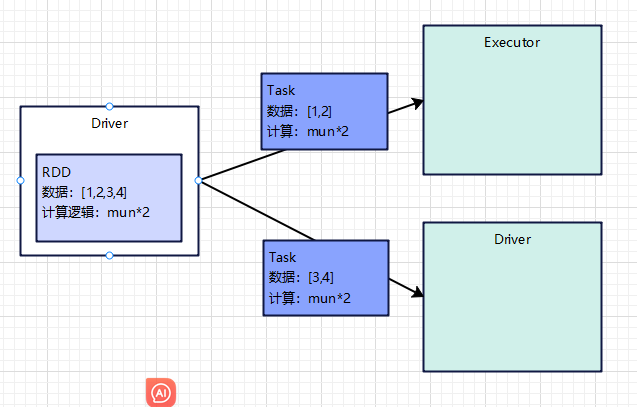 Driver
RDD
数据：[1,2,3,4]
计算逻辑：mun*2
Task
数据：[1,2]
计算：mun*2
Executor
Task
数据：[3,4]
计算：mun*2
Driver
AI